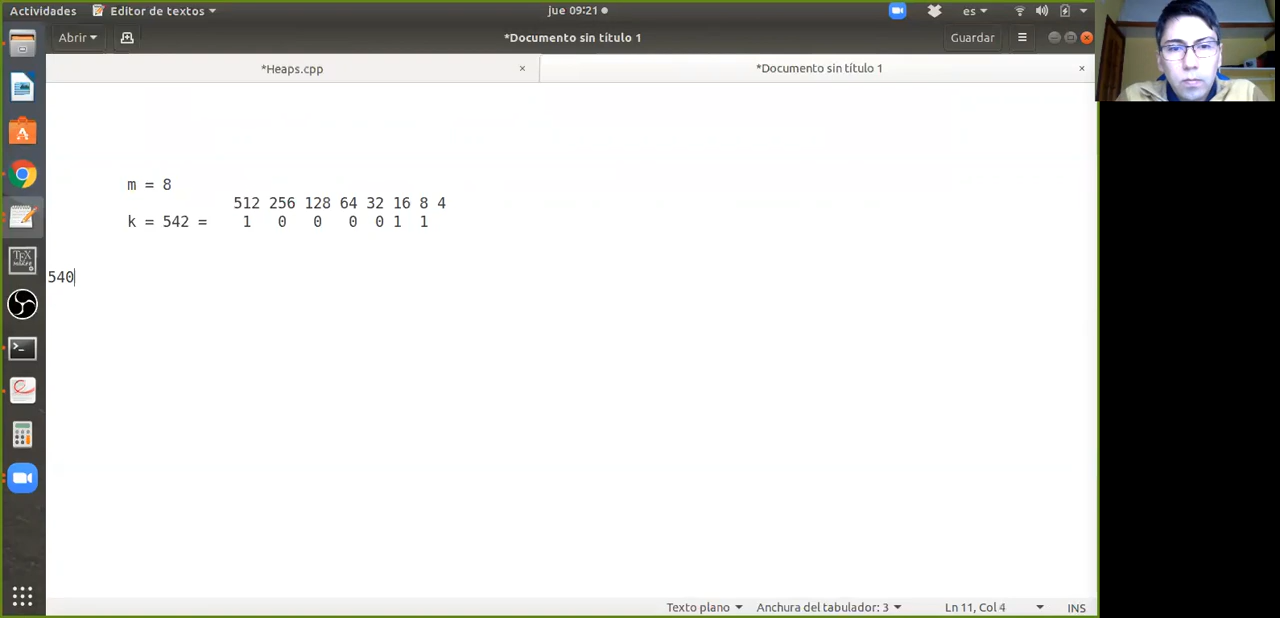 Actividades Editor de textos jue 09:21 es
Abrir *Documento sin título 1 Guardar
*Heaps.cpp × *Documento sin título 1 ×
m = 8
512 256 128 64 32 16 8 4
k = 542 = 1 0 0 0 0 1 1
540
Texto plano Anchura del tabulador: 3 Ln 11, Col 4 INS